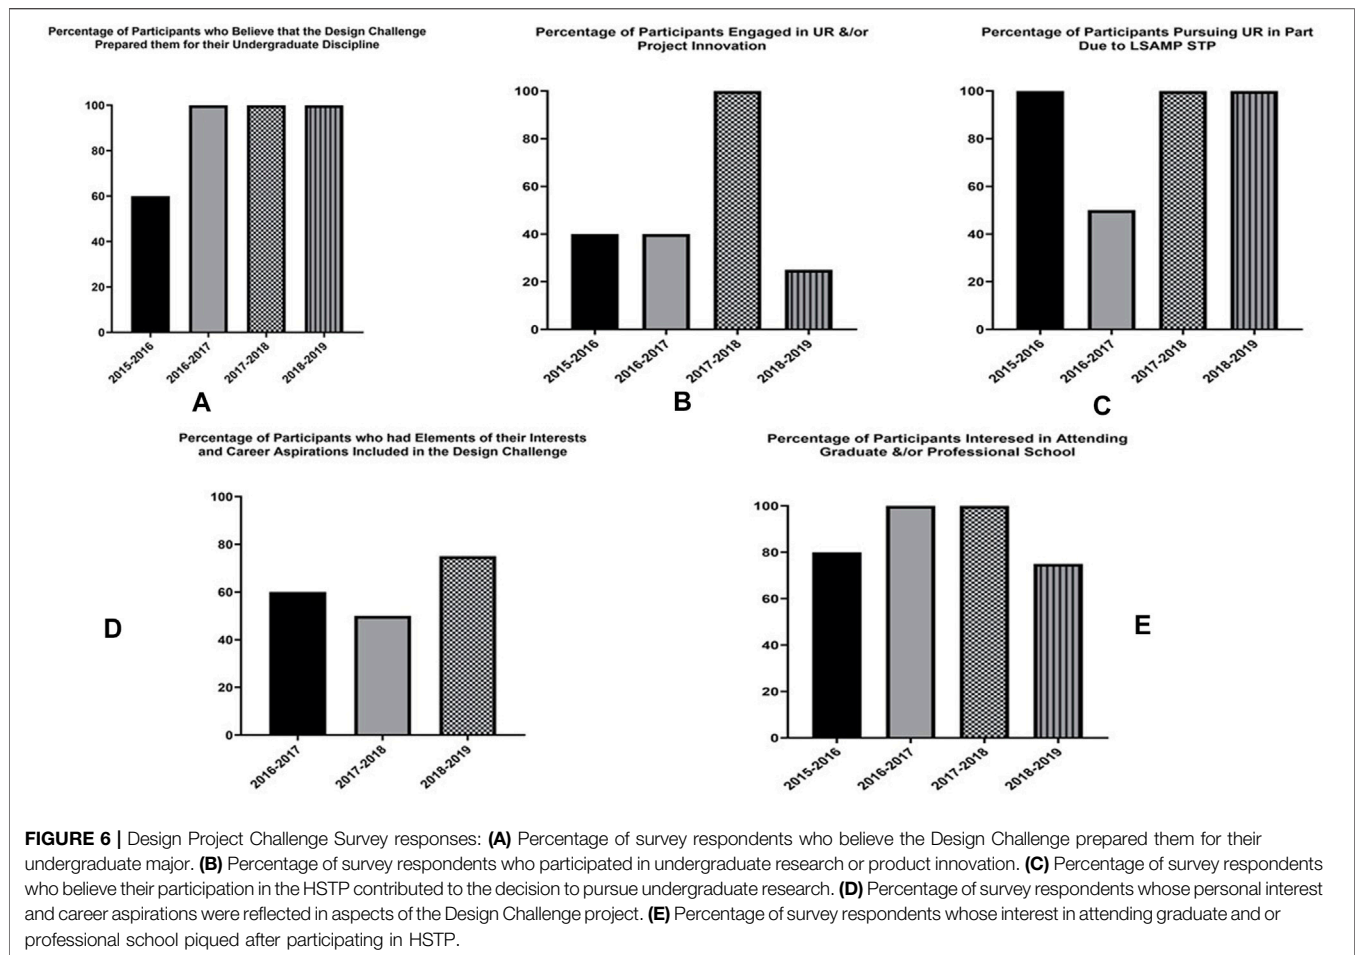 Percentage of Participants who Believe that the Design Challenge
Prepared them for their Undergraduate Discipline
100
80
60
40
20
0
2015-2016
2016-2017
2017-2018
2018-2019
A
Percentage of Participants Engaged in UR &/or
Project Innovation
100
80
60
40
20
0
2015-2016
2016-2017
2017-2018
2018-2019
B
Percentage of Participants Pursuing UR in Part
Due to LSAMP STP
100
80
60
40
20
0
2015-2016
2016-2017
2017-2018
2018-2019
C
Percentage of Participants who had Elements of their Interests
and Career Aspirations Included in the Design Challenge
100
80
60
40
20
0
2016-2017
2017-2018
2018-2019
D
Percentage of Participants Interesed in Attending
Graduate &/or Professional School
100
80
60
40
20
0
2015-2016
2016-2017
2017-2018
2018-2019
E
FIGURE 6 | Design Project Challenge Survey responses: (A) Percentage of survey respondents who believe the Design Challenge prepared them for their
undergraduate major. (B) Percentage of survey respondents who participated in undergraduate research or product innovation. (C) Percentage of survey respondents
who believe their participation in the HSTP contributed to the decision to pursue undergraduate research. (D) Percentage of survey respondents whose personal interest
and career aspirations were reflected in aspects of the Design Challenge project. (E) Percentage of survey respondents whose interest in attending graduate and or
professional school piqued after participating in HSTP.